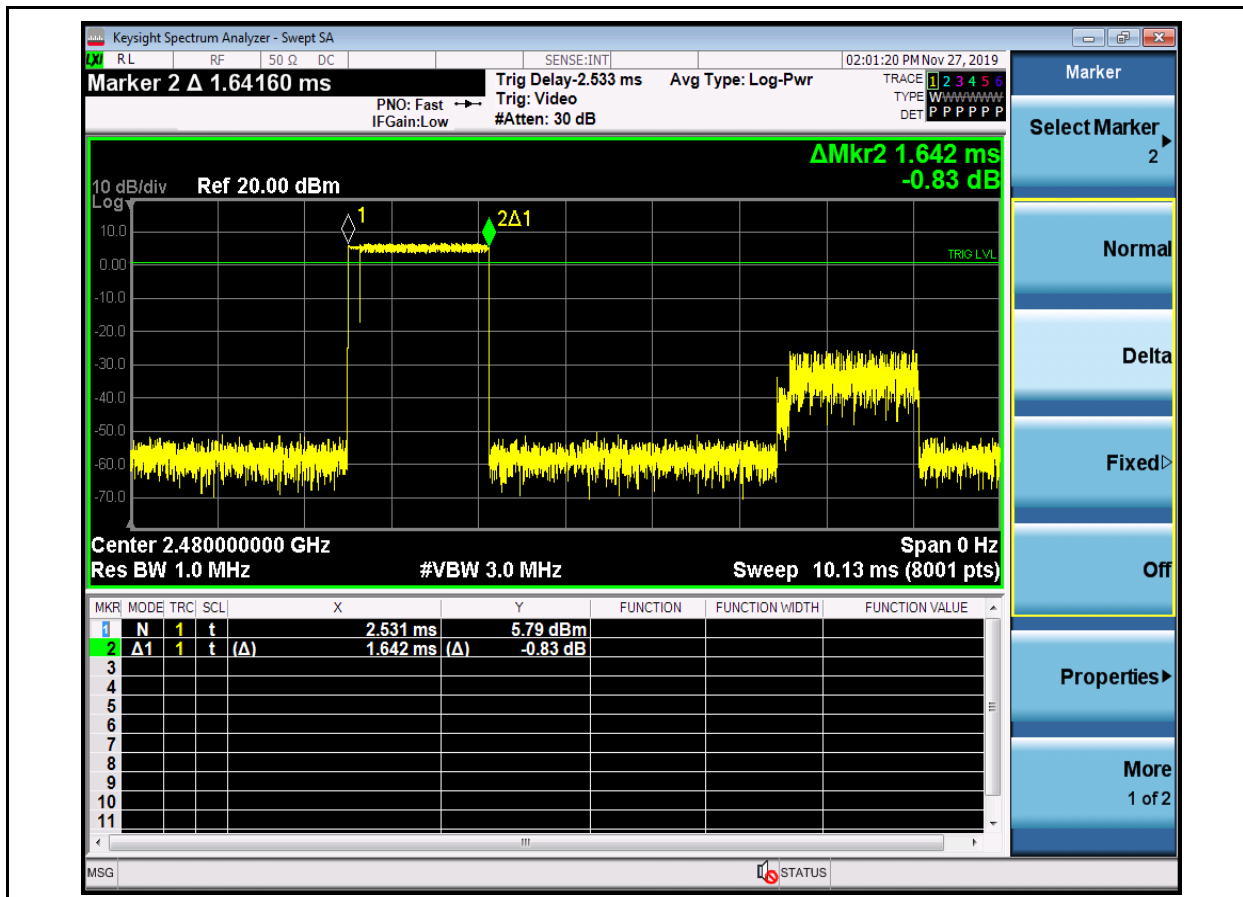 Keysight Spectrum Analyzer - Swept SA
LXI RL RF 50 Ω DC SENSE:INT 02:01:20 PM Nov 27, 2019
Marker 2 Δ 1.64160 ms
PNO: Fast
IFGain:Low
Trig Delay-2.533 ms
Trig: Video
#Atten: 30 dB
Avg Type: Log-Pwr
TRACE 1 2 3 4 5 6
TYPE WWWWWW
DET P P P P P P
ΔMkr2 1.642 ms
-0.83 dB
10 dB/div Ref 20.00 dBm
Log
10.0
0.00
-10.0
-20.0
-30.0
-40.0
-50.0
-60.0
-70.0
1
2Δ1
TRIG LVL
Center 2.480000000 GHz Span 0 Hz
Res BW 1.0 MHz #VBW 3.0 MHz Sweep 10.13 ms (8001 pts)
MKR MODE TRC SCL X Y FUNCTION FUNCTION WIDTH FUNCTION VALUE
1 N 1 t 2.531 ms 5.79 dBm
2 Δ1 1 t (Δ) 1.642 ms (Δ) -0.83 dB
3
4
5
6
7
8
9
10
11
MSG STATUS
Marker
Select Marker
2
Normal
Delta
Fixed
Off
Properties
More
1 of 2